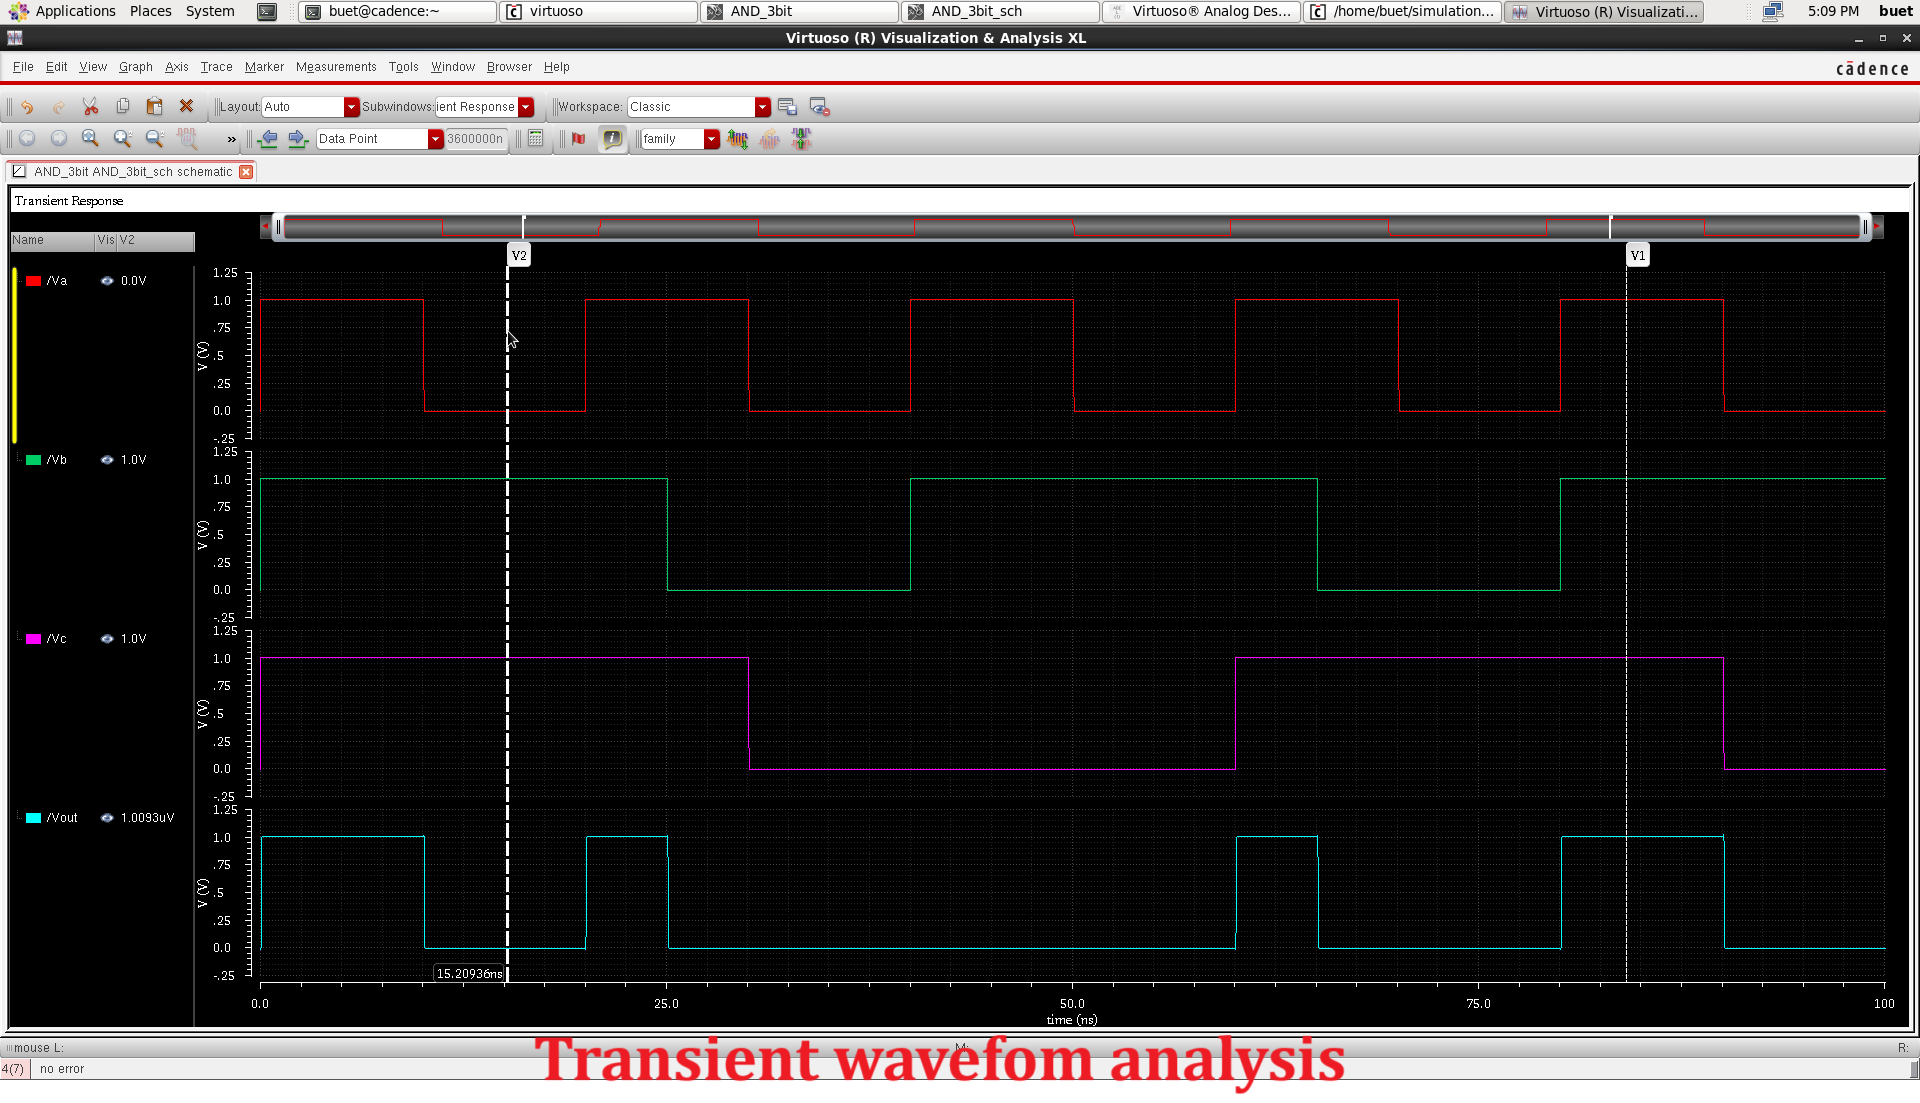 Applications Places System buet@cadence:~ virtuoso AND_3bit AND_3bit_sch Virtuoso® Analog Des... /home/buet/simulation... Virtuoso (R) Visualizati... 5:09 PM buet
Virtuoso (R) Visualization & Analysis XL
File Edit View Graph Axis Trace Marker Measurements Tools Window Browser Help cādence
Layout: Auto Subwindows: ient Response Workspace: Classic
» Data Point 3600000n family
AND_3bit AND_3bit_sch schematic
Transient Response
Name Vis V2
V2 V1
/Va 0.0V
1.25
1.0
.75
.5
.25
0.0
-.25
V (V)
/Vb 1.0V
1.25
1.0
.75
.5
.25
0.0
-.25
V (V)
/Vc 1.0V
1.25
1.0
.75
.5
.25
0.0
-.25
V (V)
/Vout 1.0093uV
1.25
1.0
.75
.5
.25
0.0
-.25
V (V)
15.20936ns
0.0 25.0 50.0 75.0 100
time (ns)
mouse L: M: R:
Transient wavefom analysis
4(7) no error